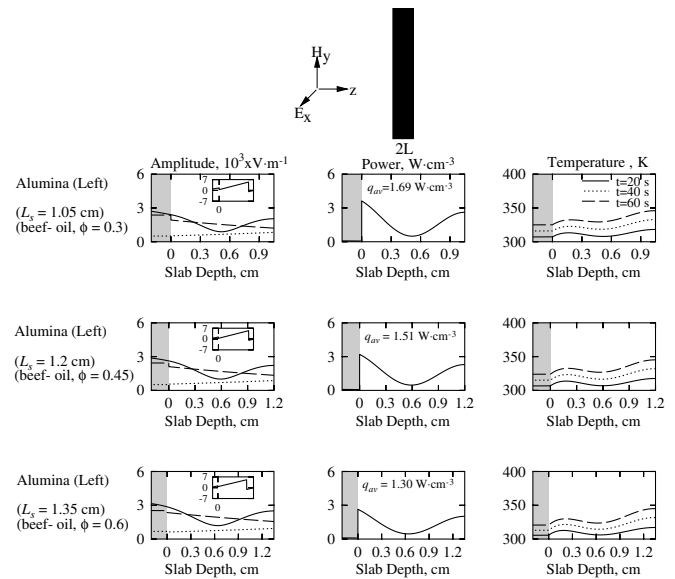 H_y
z
E_x
2L
Amplitude, 10^3xV·m^-1
Power, W·cm^-3
Temperature , K
Alumina (Left)
(L_s = 1.05 cm)
(beef- oil, ϕ = 0.3)
6
3
0
7
0
-7
0
0 0.3 0.6 0.9
Slab Depth, cm
6
3
0
q_av=1.69 W·cm^-3
0 0.3 0.6 0.9
Slab Depth, cm
400
350
300
t=20 s
t=40 s
t=60 s
0 0.3 0.6 0.9
Slab Depth, cm
Alumina (Left)
(L_s = 1.2 cm)
(beef- oil, ϕ = 0.45)
6
3
0
7
0
-7
0
0 0.3 0.6 0.9 1.2
Slab Depth, cm
6
3
0
q_av = 1.51 W·cm^-3
0 0.3 0.6 0.9 1.2
Slab Depth, cm
400
350
300
0 0.3 0.6 0.9 1.2
Slab Depth, cm
Alumina (Left)
(L_s = 1.35 cm)
(beef- oil, ϕ = 0.6)
6
3
0
7
0
-7
0
0 0.3 0.6 0.9 1.2
Slab Depth, cm
6
3
0
q_av = 1.30 W·cm^-3
0 0.3 0.6 0.9 1.2
Slab Depth, cm
400
350
300
0 0.3 0.6 0.9 1.2
Slab Depth, cm